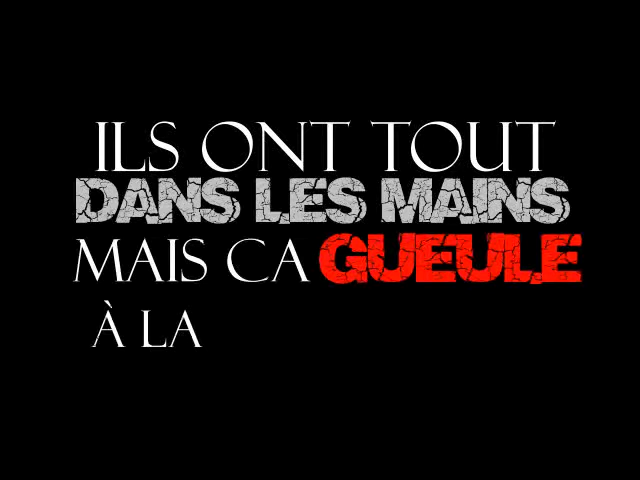 ILS ONT TOUT
DANS LES MAINS
MAIS CA GUEULE
À LA